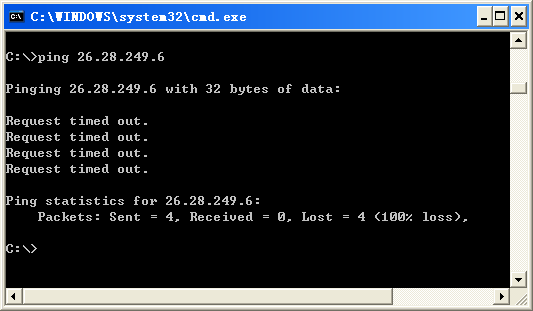 C:\WINDOWS\system32\cmd.exe
C:\>ping 26.28.249.6
Pinging 26.28.249.6 with 32 bytes of data:
Request timed out.
Request timed out.
Request timed out.
Request timed out.
Ping statistics for 26.28.249.6:
    Packets: Sent = 4, Received = 0, Lost = 4 (100% loss),
C:\>